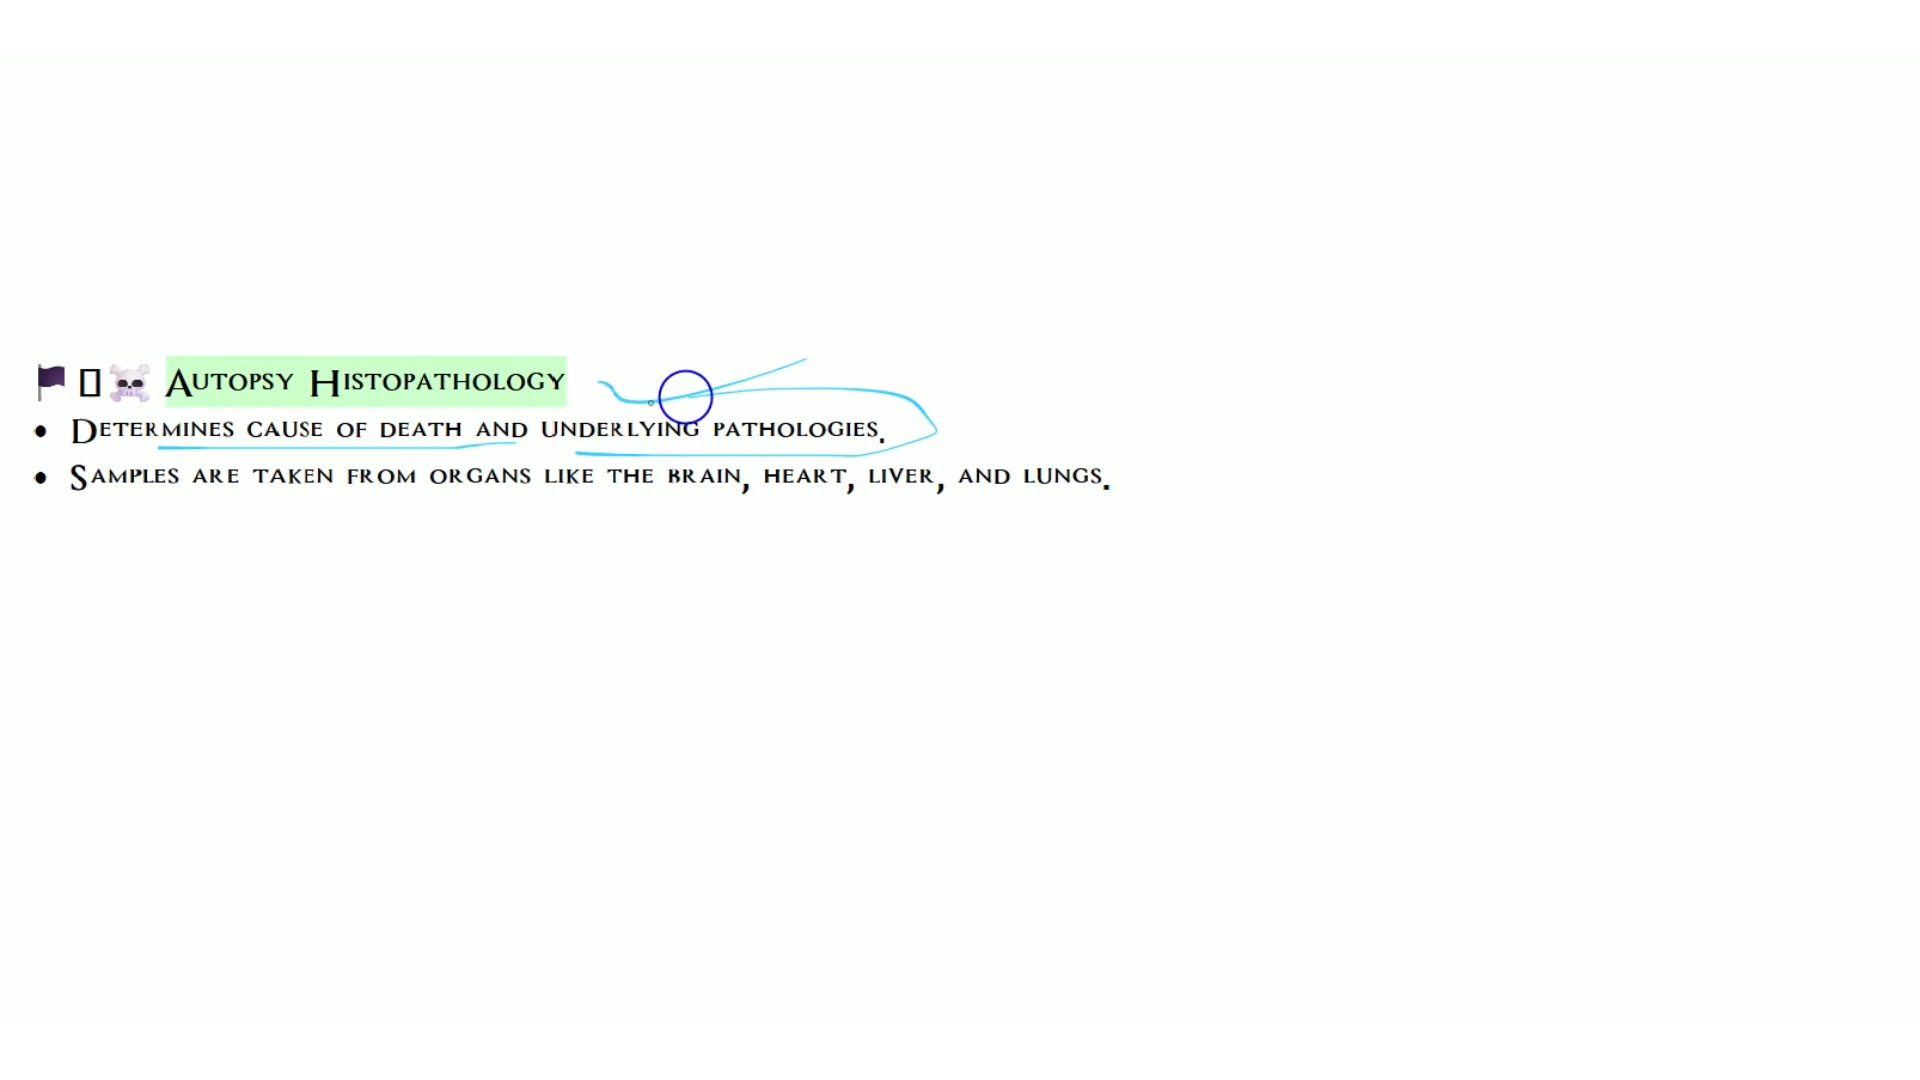 🏴 ▯☠️ Autopsy Histopathology
• Determines cause of death and underlying pathologies.
• Samples are taken from organs like the brain, heart, liver, and lungs.